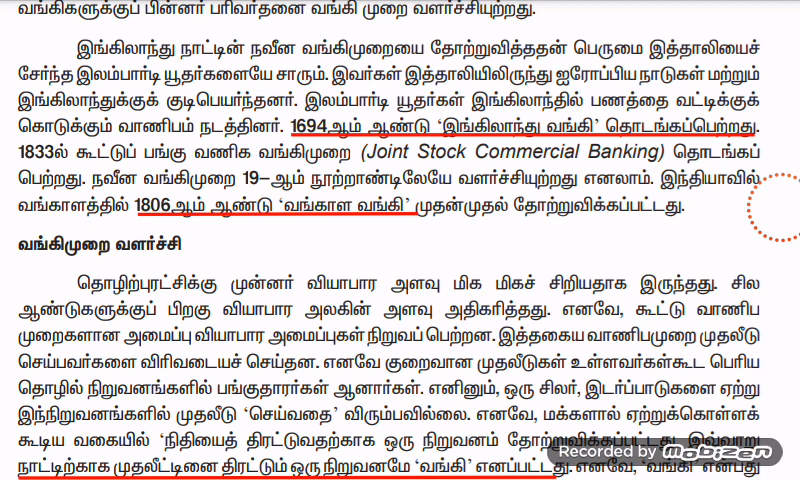 வங்கிகளுக்குப் பின்னர் பரிவர்தனை வங்கி முறை வளர்ச்சியுற்றது.
இங்கிலாந்து நாட்டின் நவீன வங்கிமுறையை தோற்றுவித்ததன் பெருமை இத்தாலியைச்
சேர்ந்த இலம்பார்டி யூதர்களையே சாரும். இவர்கள் இத்தாலியிலிருந்து ஐரோப்பிய நாடுகள் மற்றும்
இங்கிலாந்துக்குக் குடிபெயர்ந்தனர். இலம்பார்டி யூதர்கள் இங்கிலாந்தில் பணத்தை வட்டிக்குக்
கொடுக்கும் வாணிபம் நடத்தினர். 1694ஆம் ஆண்டு ‘இங்கிலாந்து வங்கி’ தொடங்கப்பெற்றது.
1833ல் கூட்டுப் பங்கு வணிக வங்கிமுறை (Joint Stock Commercial Banking) தொடங்கப்
பெற்றது. நவீன வங்கிமுறை 19–ஆம் நூற்றாண்டிலேயே வளர்ச்சியுற்றது எனலாம். இந்தியாவில்
வங்காளத்தில் 1806ஆம் ஆண்டு ‘வங்காள வங்கி’ முதன்முதல் தோற்றுவிக்கப்பட்டது.
வங்கிமுறை வளர்ச்சி
தொழிற்புரட்சிக்கு முன்னர் வியாபார அளவு மிக மிகச் சிறியதாக இருந்தது. சில
ஆண்டுகளுக்குப் பிறகு வியாபார அலகின் அளவு அதிகரித்தது. எனவே, கூட்டு வாணிப
முறைகளான அமைப்பு வியாபார அமைப்புகள் நிறுவப் பெற்றன. இத்தகைய வாணிபமுறை முதலீடு
செய்பவர்களை விரிவடையச் செய்தன. எனவே குறைவான முதலீடுகள் உள்ளவர்கள்கூட பெரிய
தொழில் நிறுவனங்களில் பங்குதாரர்கள் ஆனார்கள். எனினும், ஒரு சிலர், இடர்ப்பாடுகளை ஏற்று
இந்நிறுவனங்களில் முதலீடு ‘செய்வதை’ விரும்பவில்லை. எனவே, மக்களால் ஏற்றுக்கொள்ளக்
கூடிய வகையில் ‘நிதியைத் திரட்டுவதற்காக ஒரு நிறுவனம் தோற்றுவிக்கப்பட்டது. இவ்வாறு
நாட்டிற்காக முதலீட்டினை திரட்டும் ஒரு நிறுவனமே ‘வங்கி’ எனப்பட்டது. எனவே, ‘வங்கி’ என்பது
Recorded by mobizen